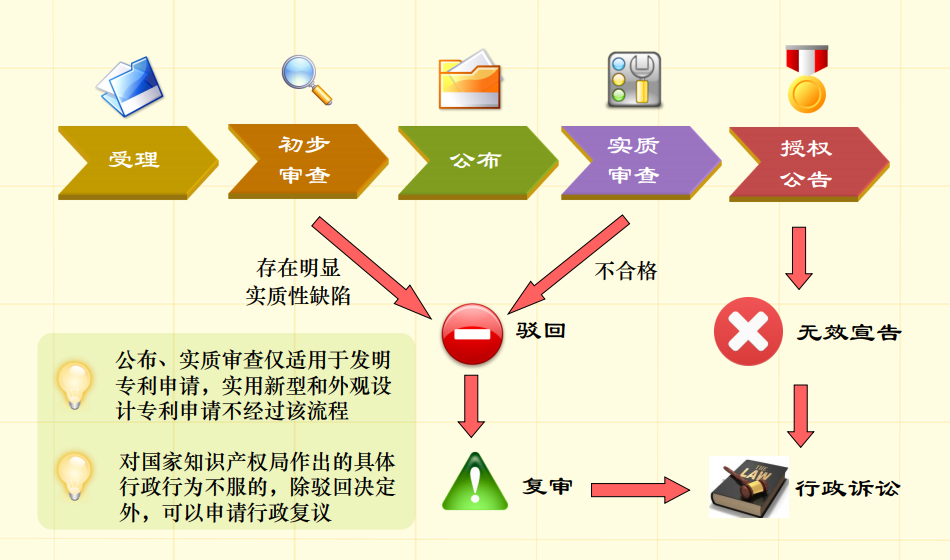 受理
初步
审查
公布
实质
审查
授权
公告
存在明显
实质性缺陷
不合格
驳回
无效宣告
公布、实质审查仅适用于发明
专利申请，实用新型和外观设
计专利申请不经过该流程
对国家知识产权局作出的具体
行政行为不服的，除驳回决定
外，可以申请行政复议
复审
THE
LAW
行政诉讼